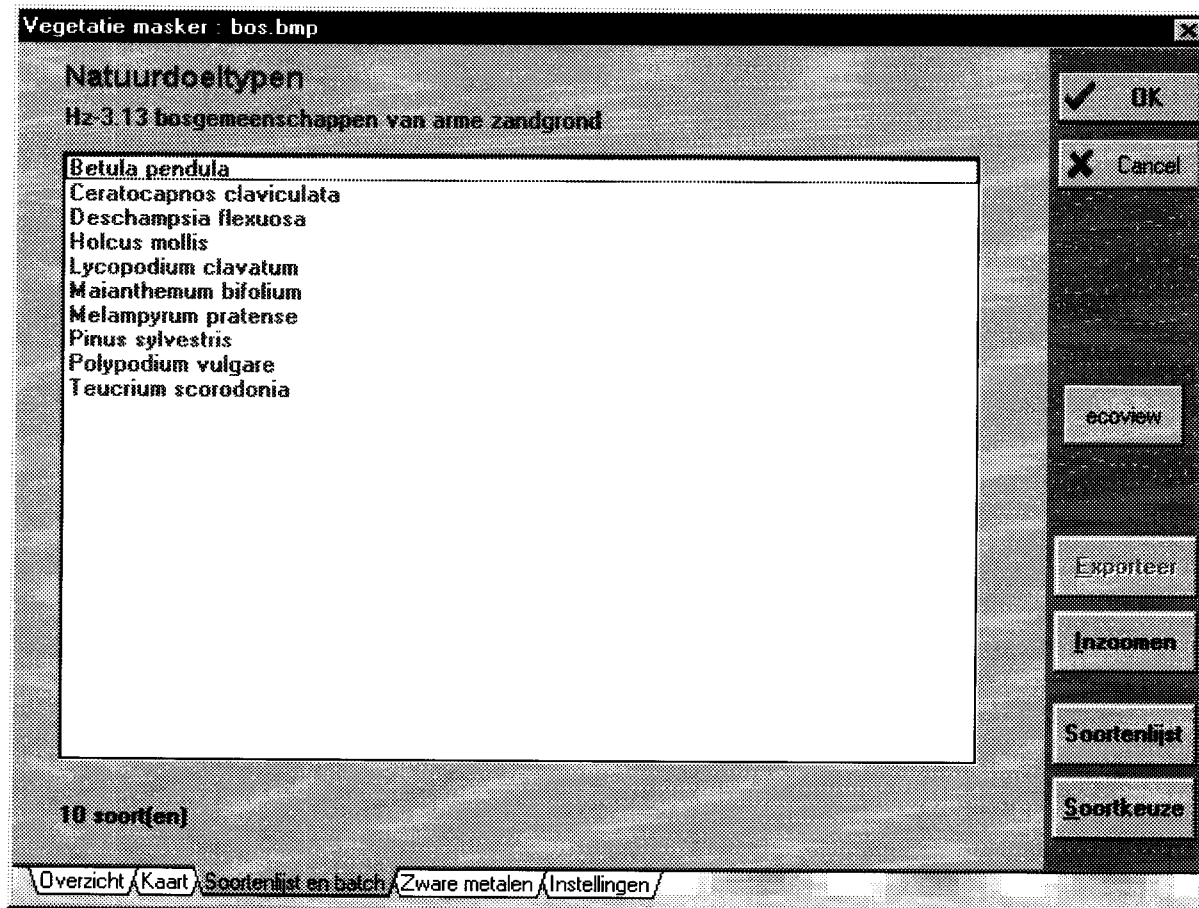 Vegetatie masker : bos.bmp
Natuurdoeltypen
Hz-3.13 bosgemeenschappen van arme zandgrond
Betula pendula
Ceratocapnos claviculata
Deschampsia flexuosa
Holcus mollis
Lycopodium clavatum
Maianthemum bifolium
Melampyrum pratense
Pinus sylvestris
Polypodium vulgare
Teucrium scorodonia
10 soort(en)
OK
Cancel
ecoview
Exporteer
Inzoomen
Soortenlijst
Soortkeuze
Overzicht Kaart Soortenlijst en batch Zware metalen Instellingen